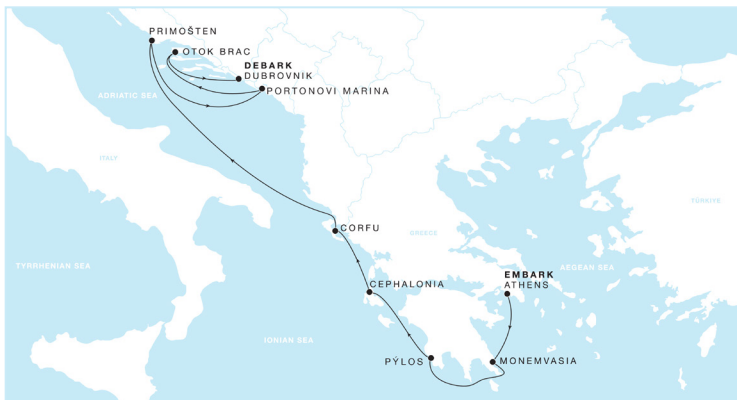 PRIMOŠTEN
OTOK BRAC
DEBARK
DUBROVNIK
PORTONOVI MARINA
ADRIATIC SEA
ITALY
TÜRKIYE
CORFU
GREECE
TYRRHENIAN SEA
EMBARK
AEGEAN SEA
ATHENS
CEPHALONIA
IONIAN SEA
PÝLOS
MONEMVASIA